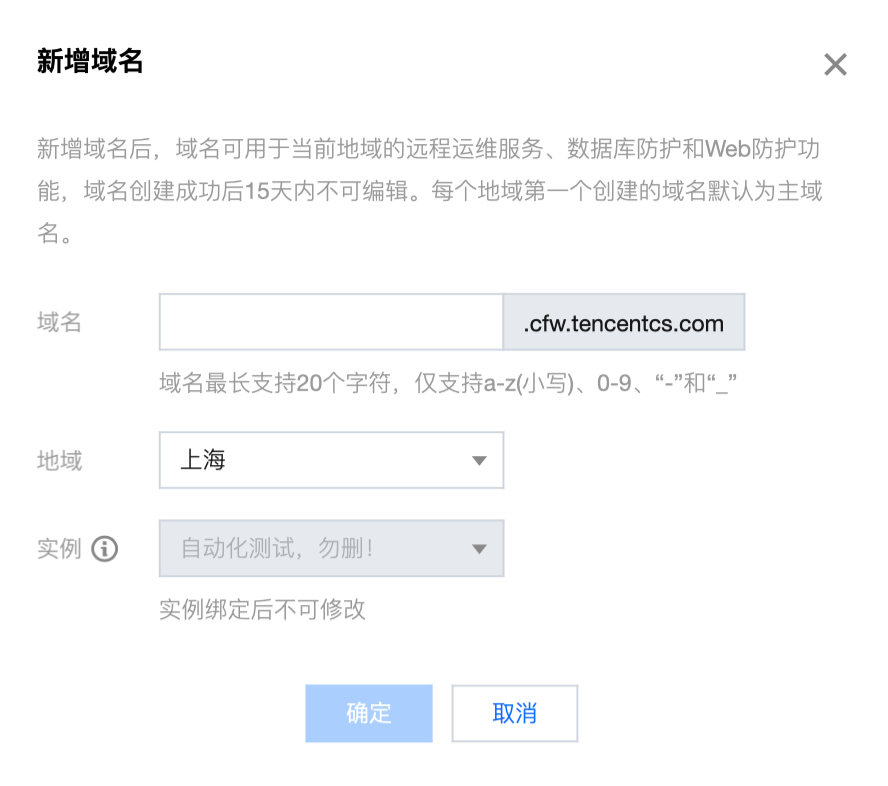 新增域名
新增域名后，域名可用于当前地域的远程运维服务、数据库防护和Web防护功
能，域名创建成功后15天内不可编辑。每个地域第一个创建的域名默认为主域
名。
域名
.cfw.tencentcs.com
域名最长支持20个字符，仅支持a-z(小写)、0-9、“-”和“_”
地域
上海
实例
自动化测试，勿删！
实例绑定后不可修改
确定
取消